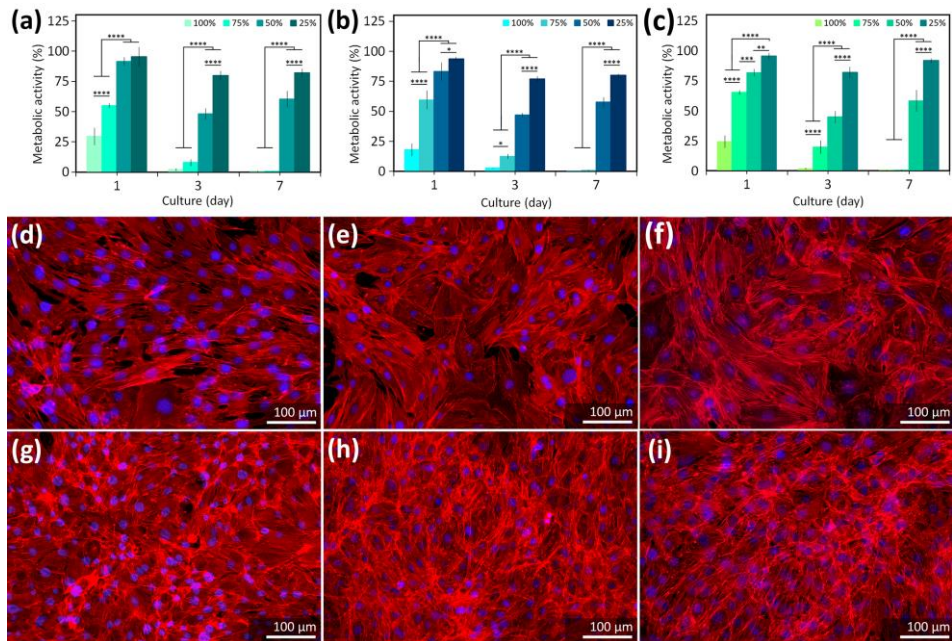 (a)
100% 75% 50% 25%
Metabolic activity (%)
125
100
75
50
25
0
**** **** ****
**** **** ****
1 3 7
Culture (day)
(b)
100% 75% 50% 25%
Metabolic activity (%)
125
100
75
50
25
0
**** **** ****
* **** ****
**** *
1 3 7
Culture (day)
(c)
100% 75% 50% 25%
Metabolic activity (%)
125
100
75
50
25
0
**** **** ****
*** ** **** ****
**** ****
1 3 7
Culture (day)
(d) (e) (f)
100 µm 100 µm 100 µm
(g) (h) (i)
100 µm 100 µm 100 µm